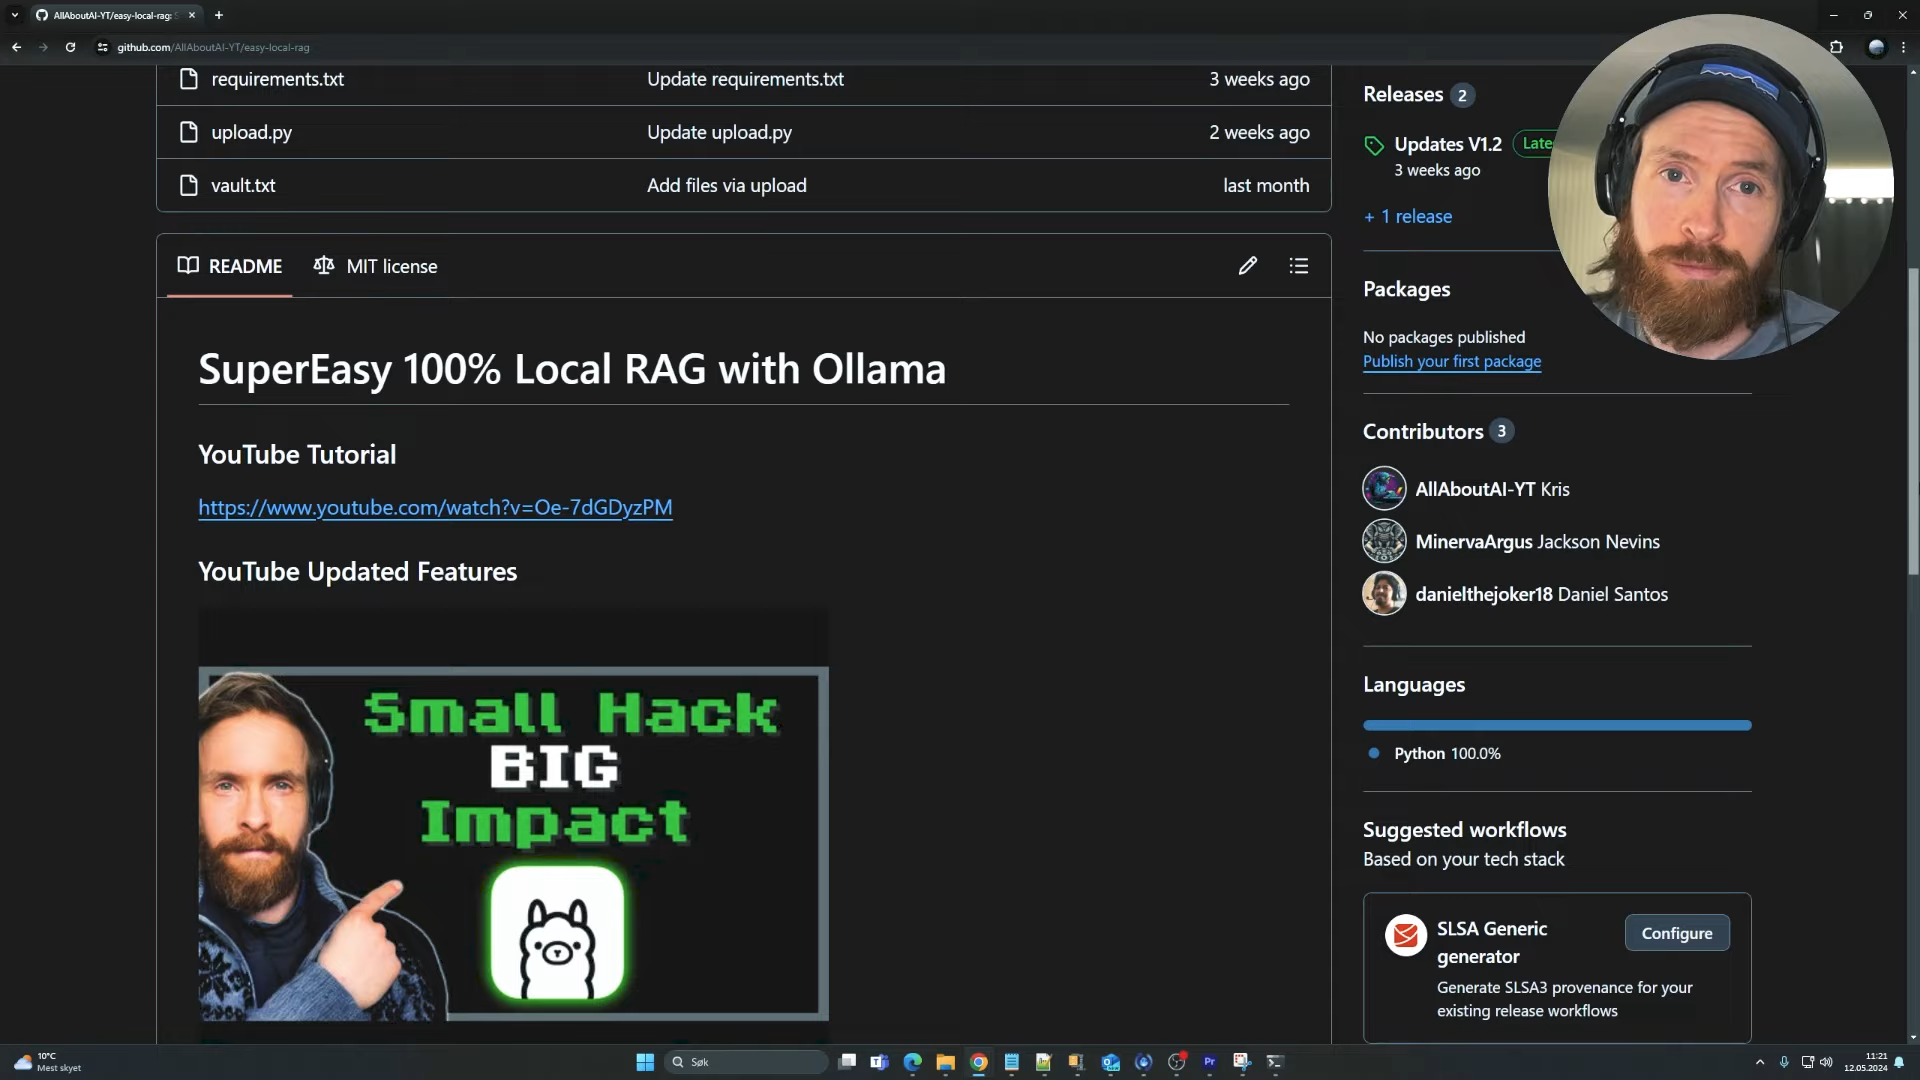 AllAboutAI-YT/easy-local-rag: S
github.com/AllAboutAI-YT/easy-local-rag
requirements.txt
Update requirements.txt
3 weeks ago
upload.py
Update upload.py
2 weeks ago
vault.txt
Add files via upload
last month
README
MIT license
SuperEasy 100% Local RAG with Ollama
YouTube Tutorial
https://www.youtube.com/watch?v=Oe-7dGDyzPM
YouTube Updated Features
Small Hack
BIG
Impact
Releases 2
Updates V1.2
Late
3 weeks ago
+ 1 release
Packages
No packages published
Publish your first package
Contributors 3
AllAboutAI-YT Kris
MinervaArgus Jackson Nevins
danielthejoker18 Daniel Santos
Languages
Python 100.0%
Suggested workflows
Based on your tech stack
SLSA Generic
generator
Configure
Generate SLSA3 provenance for your
existing release workflows
10°C
Mest skyet
Søk
Pr
11:21
12.05.2024